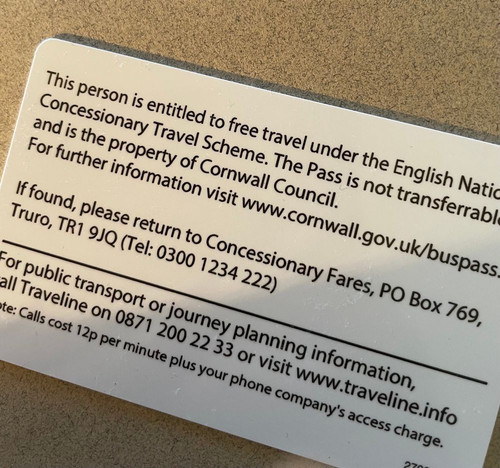 This person is entitled to free travel under the English Natio
Concessionary Travel Scheme. The Pass is not transferrabl
and is the property of Cornwall Council.
For further information visit www.cornwall.gov.uk/buspass.
If found, please return to Concessionary Fares, PO Box 769,
Truro, TR1 9JQ (Tel: 0300 1234 222)
For public transport or journey planning information,
all Traveline on 0871 200 22 33 or visit www.traveline.info
ote: Calls cost 12p per minute plus your phone company's access charge.